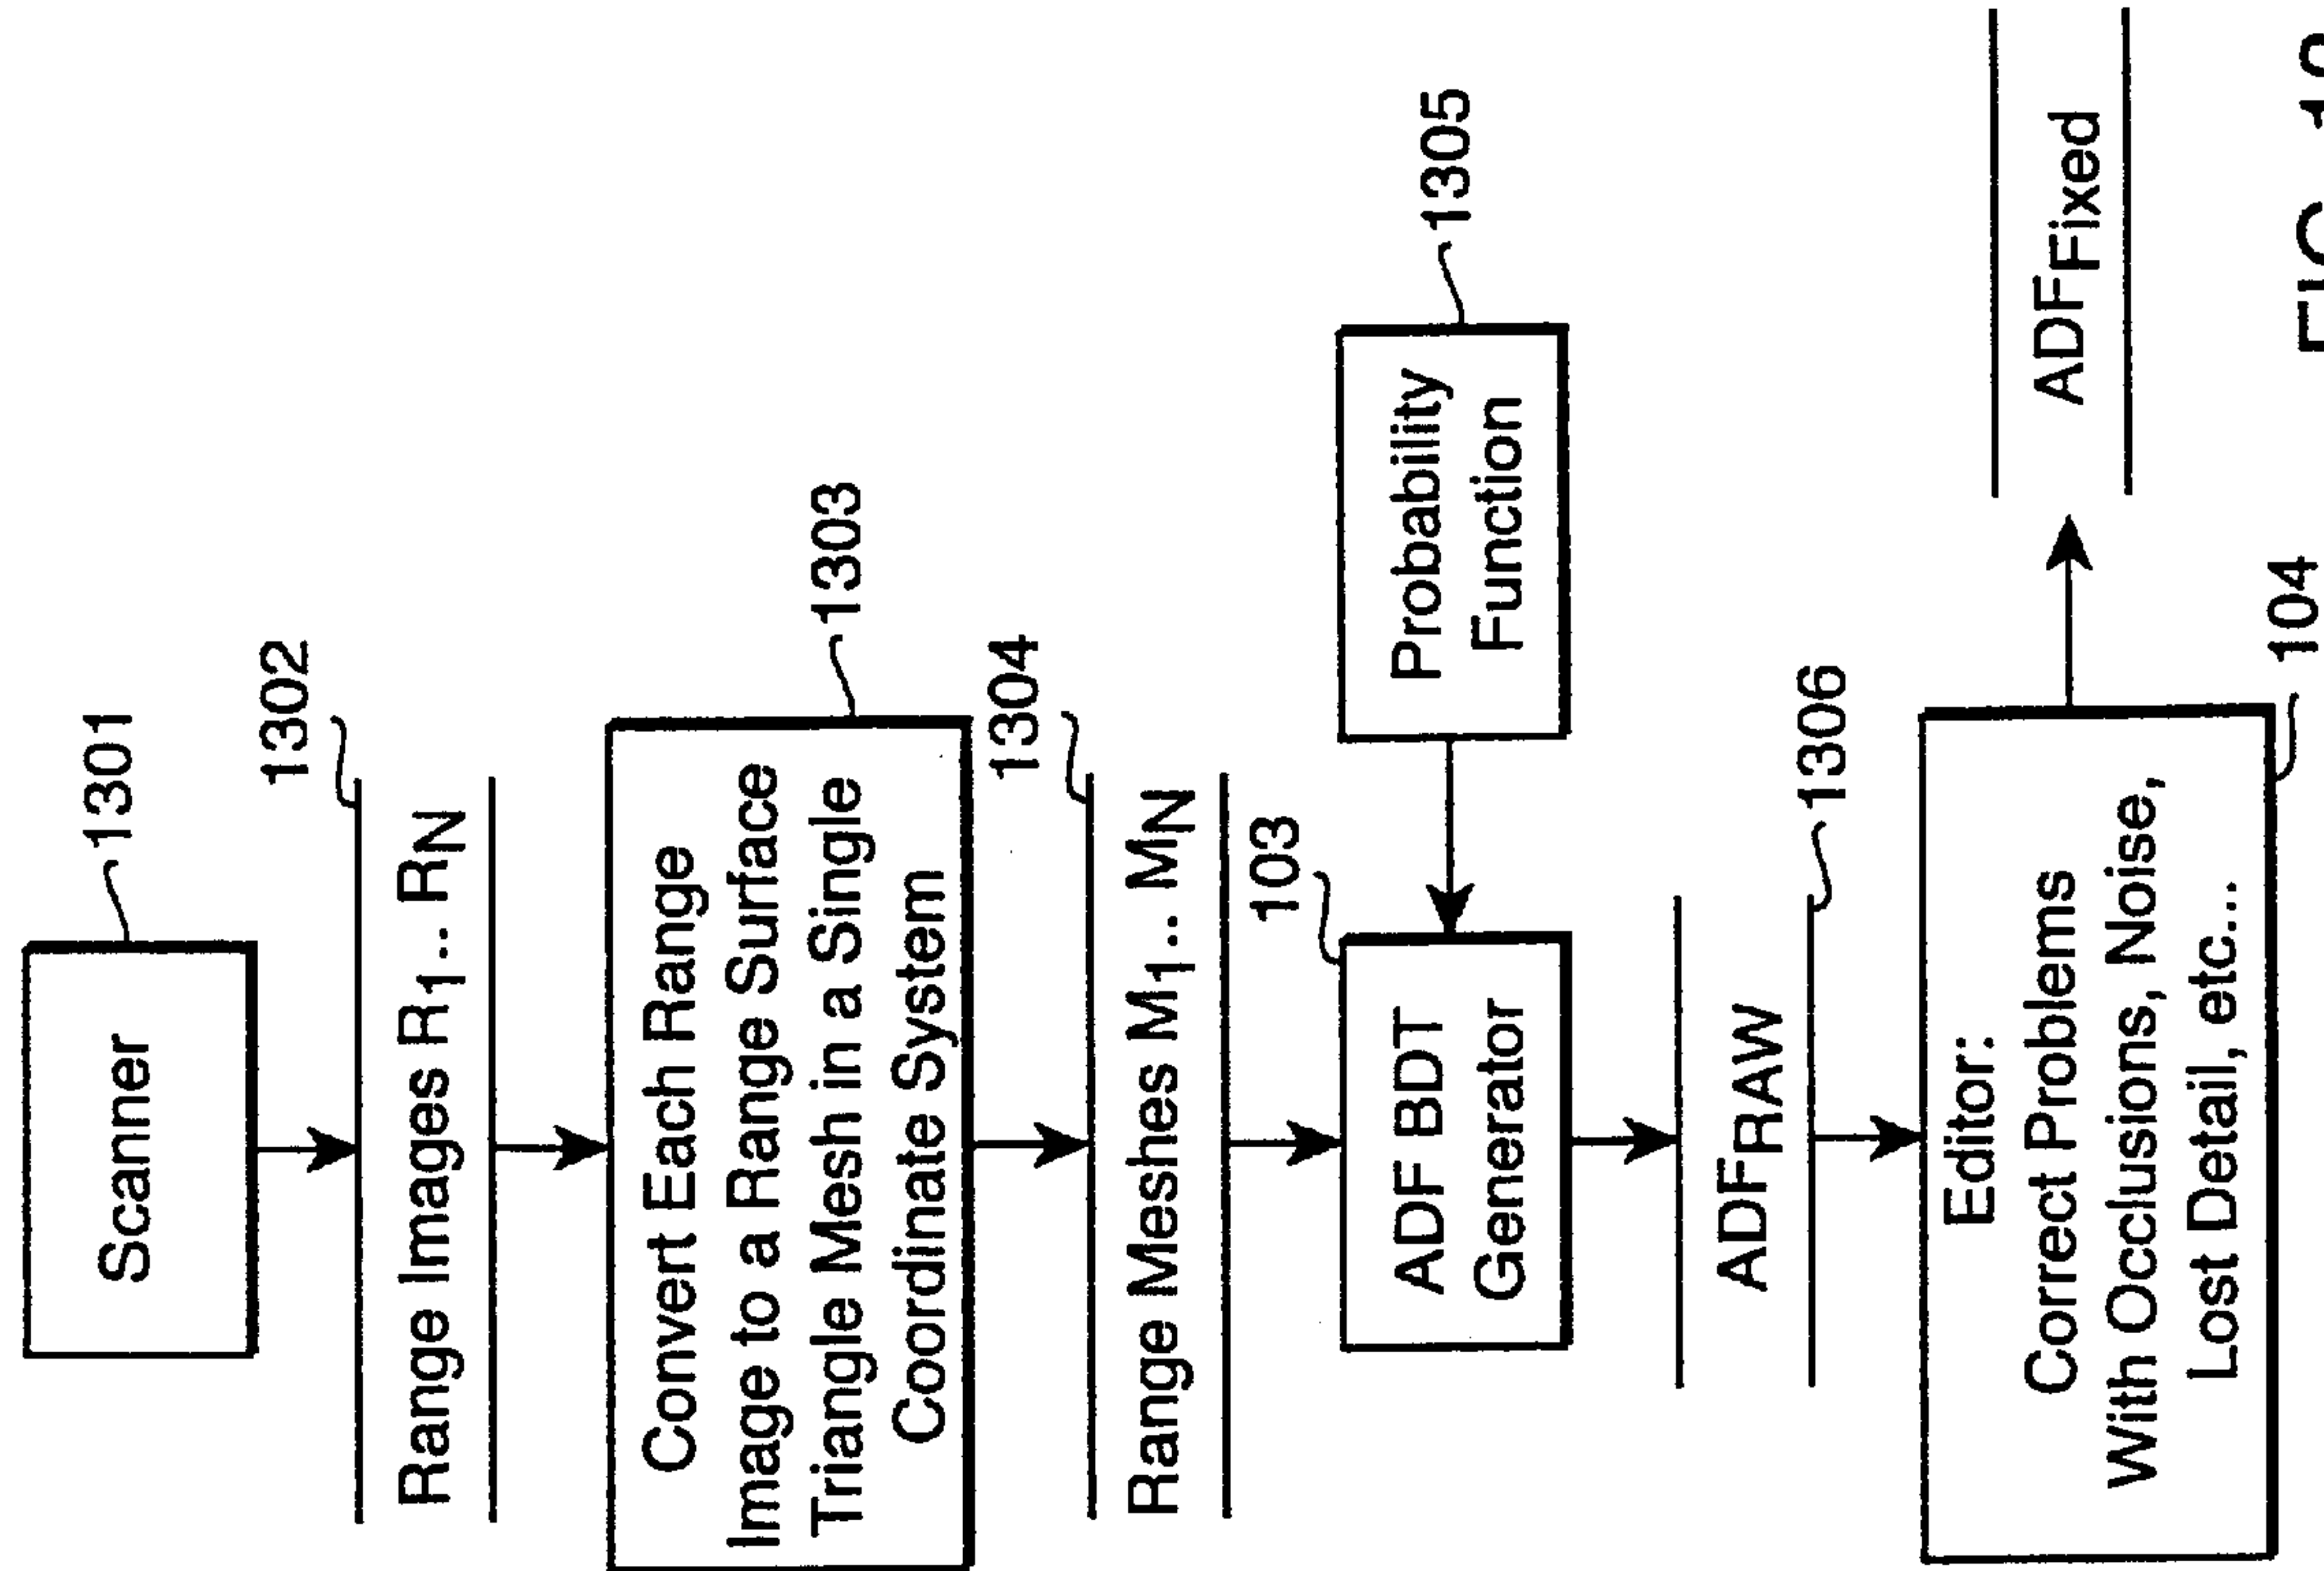 1301
Scanner
1302
Range Images R1.. RN
1303
Convert Each Range
Image to a Range Surface
Triangle Mesh in a Single
Coordinate System
1304
Range Meshes M1.. MN
103
ADF BDT
Generator
1305
Probability
Function
1306
ADFRAW
Editor:
Correct Problems
With Occlusions, Noise,
Lost Detail, etc...
104
ADFFixed